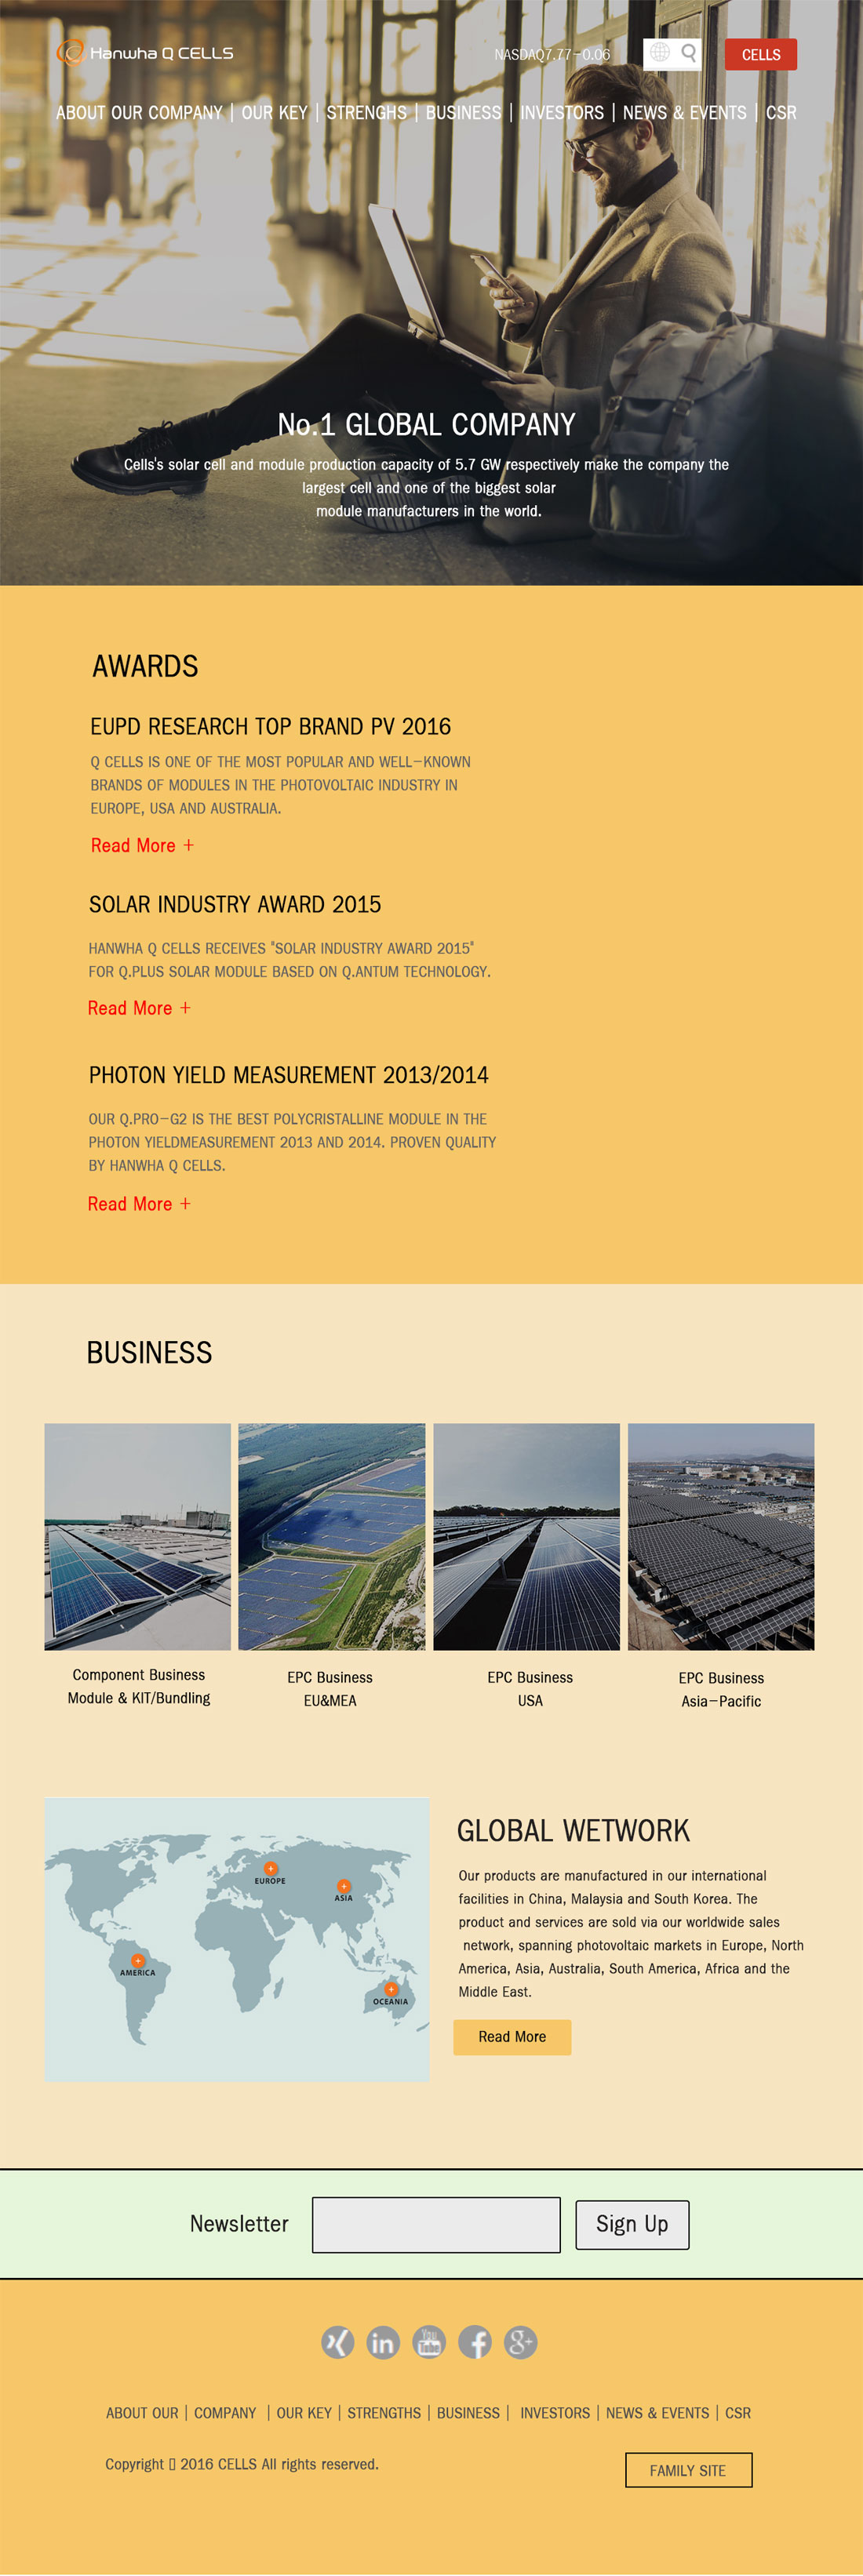 Hanwha Q CELLS
NASDAQ7.77-0.06
CELLS
ABOUT OUR COMPANY | OUR KEY | STRENGHS | BUSINESS | INVESTORS | NEWS & EVENTS | CSR
No.1 GLOBAL COMPANY
Cells's solar cell and module production capacity of 5.7 GW respectively make the company the
largest cell and one of the biggest solar
module manufacturers in the world.
AWARDS
EUPD RESEARCH TOP BRAND PV 2016
Q CELLS IS ONE OF THE MOST POPULAR AND WELL-KNOWN
BRANDS OF MODULES IN THE PHOTOVOLTAIC INDUSTRY IN
EUROPE, USA AND AUSTRALIA.
Read More +
SOLAR INDUSTRY AWARD 2015
HANWHA Q CELLS RECEIVES "SOLAR INDUSTRY AWARD 2015"
FOR Q.PLUS SOLAR MODULE BASED ON Q.ANTUM TECHNOLOGY.
Read More +
PHOTON YIELD MEASUREMENT 2013/2014
OUR Q.PRO-G2 IS THE BEST POLYCRISTALLINE MODULE IN THE
PHOTON YIELDMEASUREMENT 2013 AND 2014. PROVEN QUALITY
BY HANWHA Q CELLS.
Read More +
BUSINESS
Component Business
Module & KIT/Bundling
EPC Business
EU&MEA
EPC Business
USA
EPC Business
Asia-Pacific
EUROPE
ASIA
AMERICA
OCEANIA
GLOBAL WETWORK
Our products are manufactured in our international
facilities in China, Malaysia and South Korea. The
product and services are sold via our worldwide sales
network, spanning photovoltaic markets in Europe, North
America, Asia, Australia, South America, Africa and the
Middle East.
Read More
Newsletter
Sign Up
in
You Tube
f
g+
ABOUT OUR | COMPANY | OUR KEY | STRENGTHS | BUSINESS | INVESTORS | NEWS & EVENTS | CSR
Copyright ▯ 2016 CELLS All rights reserved.
FAMILY SITE